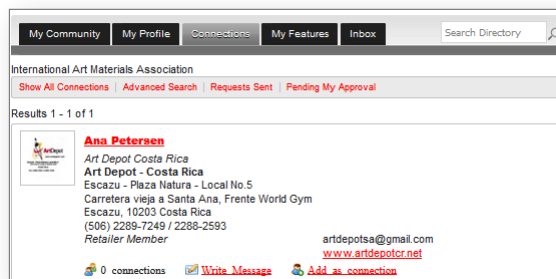 My Community My Profile Connections My Features Inbox Search Directory
International Art Materials Association
Show All Connections | Advanced Search | Requests Sent | Pending My Approval
Results 1 - 1 of 1
ArtDepot
Ana Petersen
Art Depot Costa Rica
Art Depot - Costa Rica
Escazu - Plaza Natura - Local No.5
Carretera vieja a Santa Ana, Frente World Gym
Escazu, 10203 Costa Rica
(506) 2289-7249 / 2288-2593
Retailer Member artdepotsa@gmail.com
www.artdepotcr.net
0 connections Write Message Add as connection